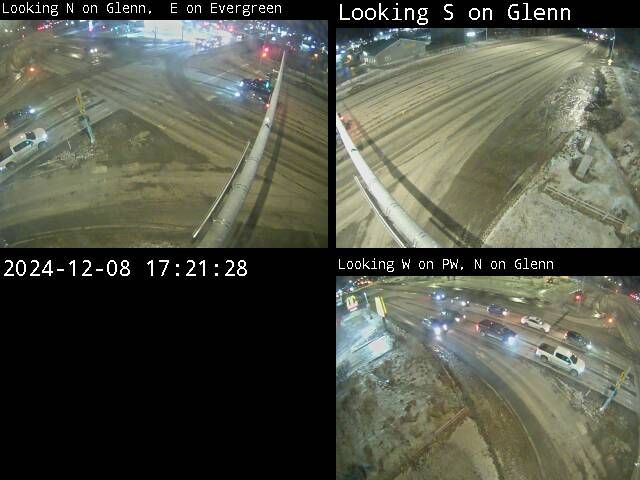 Looking N on Glenn,  E on Evergreen
Looking S on Glenn
2024-12-08 17:21:28
Looking W on PW, N on Glenn